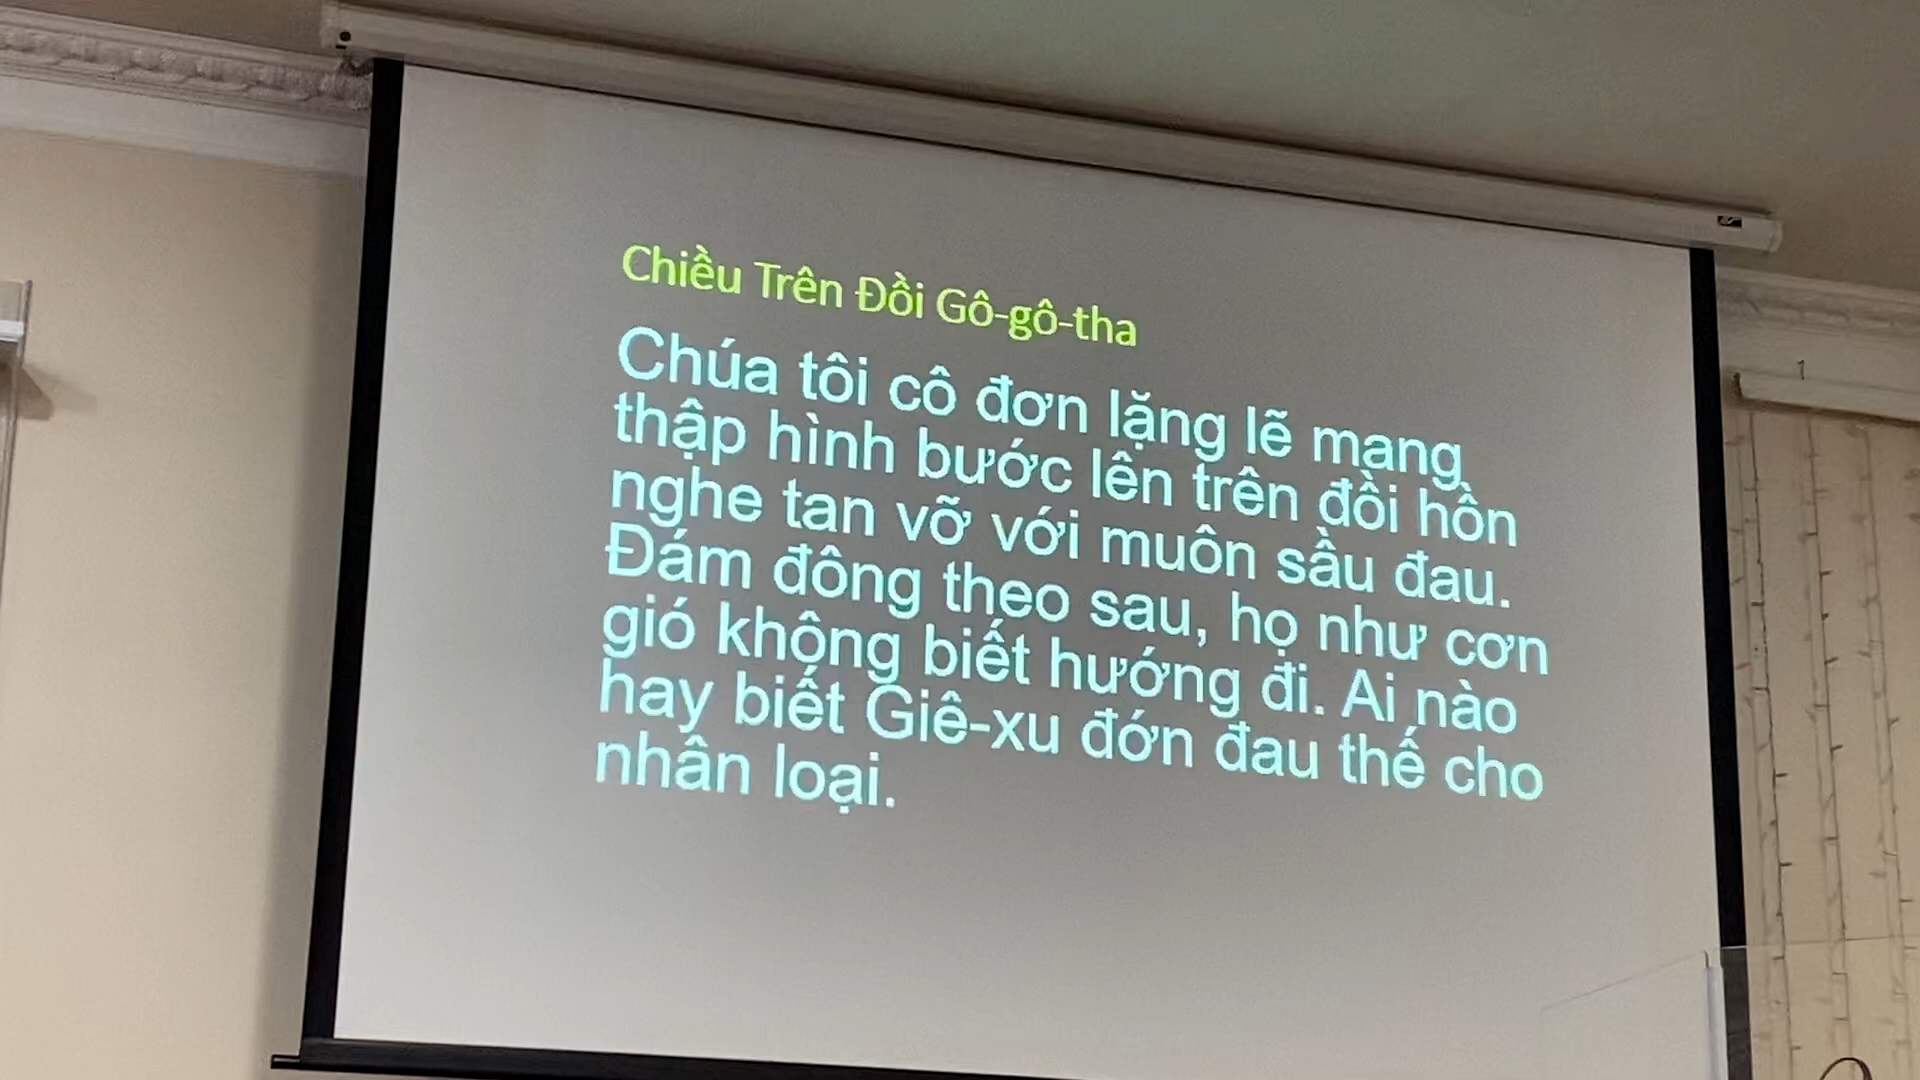 Chiều Trên Đồi Gô-gô-tha
Chúa tôi cô đơn lặng lẽ mang
thập hình bước lên trên đồi hồn
nghe tan vỡ với muôn sầu đau.
Đám đông theo sau, họ như cơn
gió không biết hướng đi. Ai nào
hay biết Giê-xu đớn đau thế cho
nhân loại.